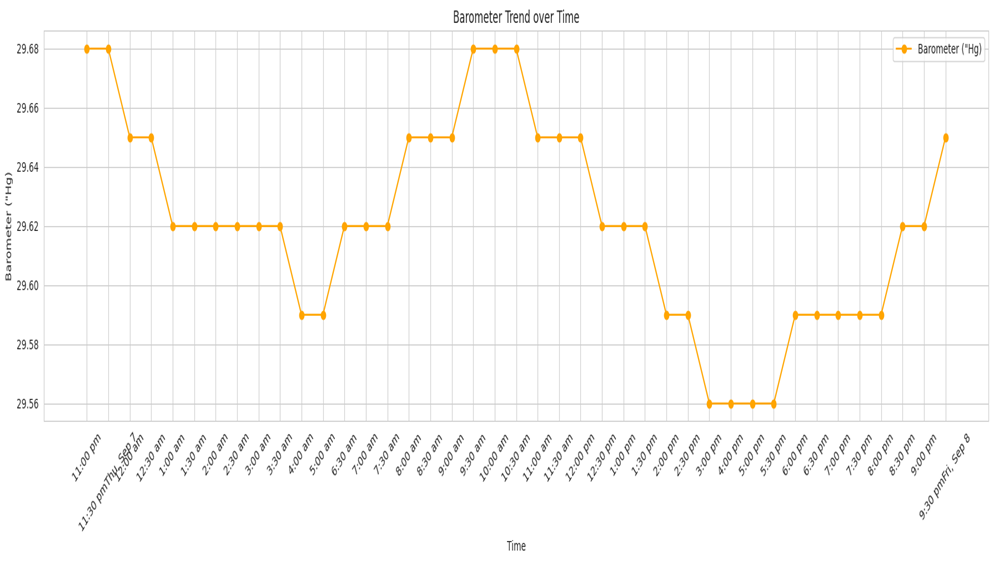 Barometer Trend over Time
Barometer ("Hg)
29.68
29.66
29.64
29.62
29.60
29.58
29.56
Barometer ("Hg)
11:00 pm
11:30 pmThu, Sep 7
12:00 am
12:30 am
1:00 am
1:30 am
2:00 am
2:30 am
3:00 am
3:30 am
4:00 am
5:00 am
6:30 am
7:00 am
7:30 am
8:00 am
8:30 am
9:00 am
9:30 am
10:00 am
10:30 am
11:00 am
11:30 am
12:00 pm
12:30 pm
1:00 pm
1:30 pm
2:00 pm
2:30 pm
3:00 pm
4:00 pm
5:00 pm
5:30 pm
6:00 pm
6:30 pm
7:00 pm
7:30 pm
8:00 pm
8:30 pm
9:00 pm
9:30 pmFri, Sep 8
Time